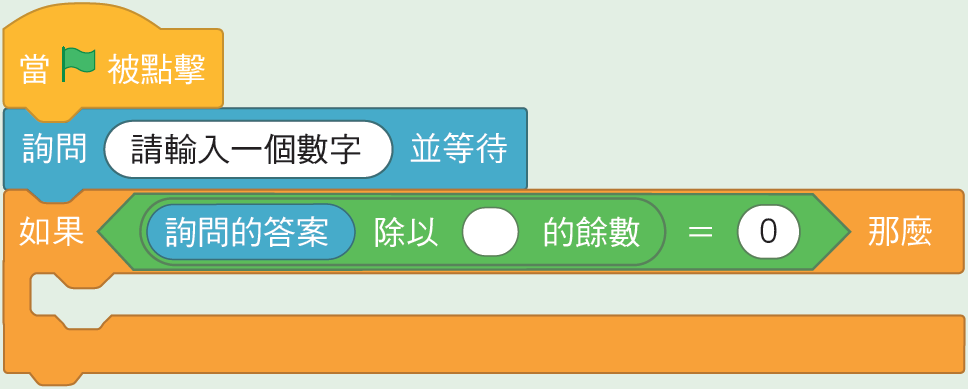 當 被點擊
詢問 請輸入一個數字 並等待
如果 詢問的答案 除以 的餘數 = 0 那麼